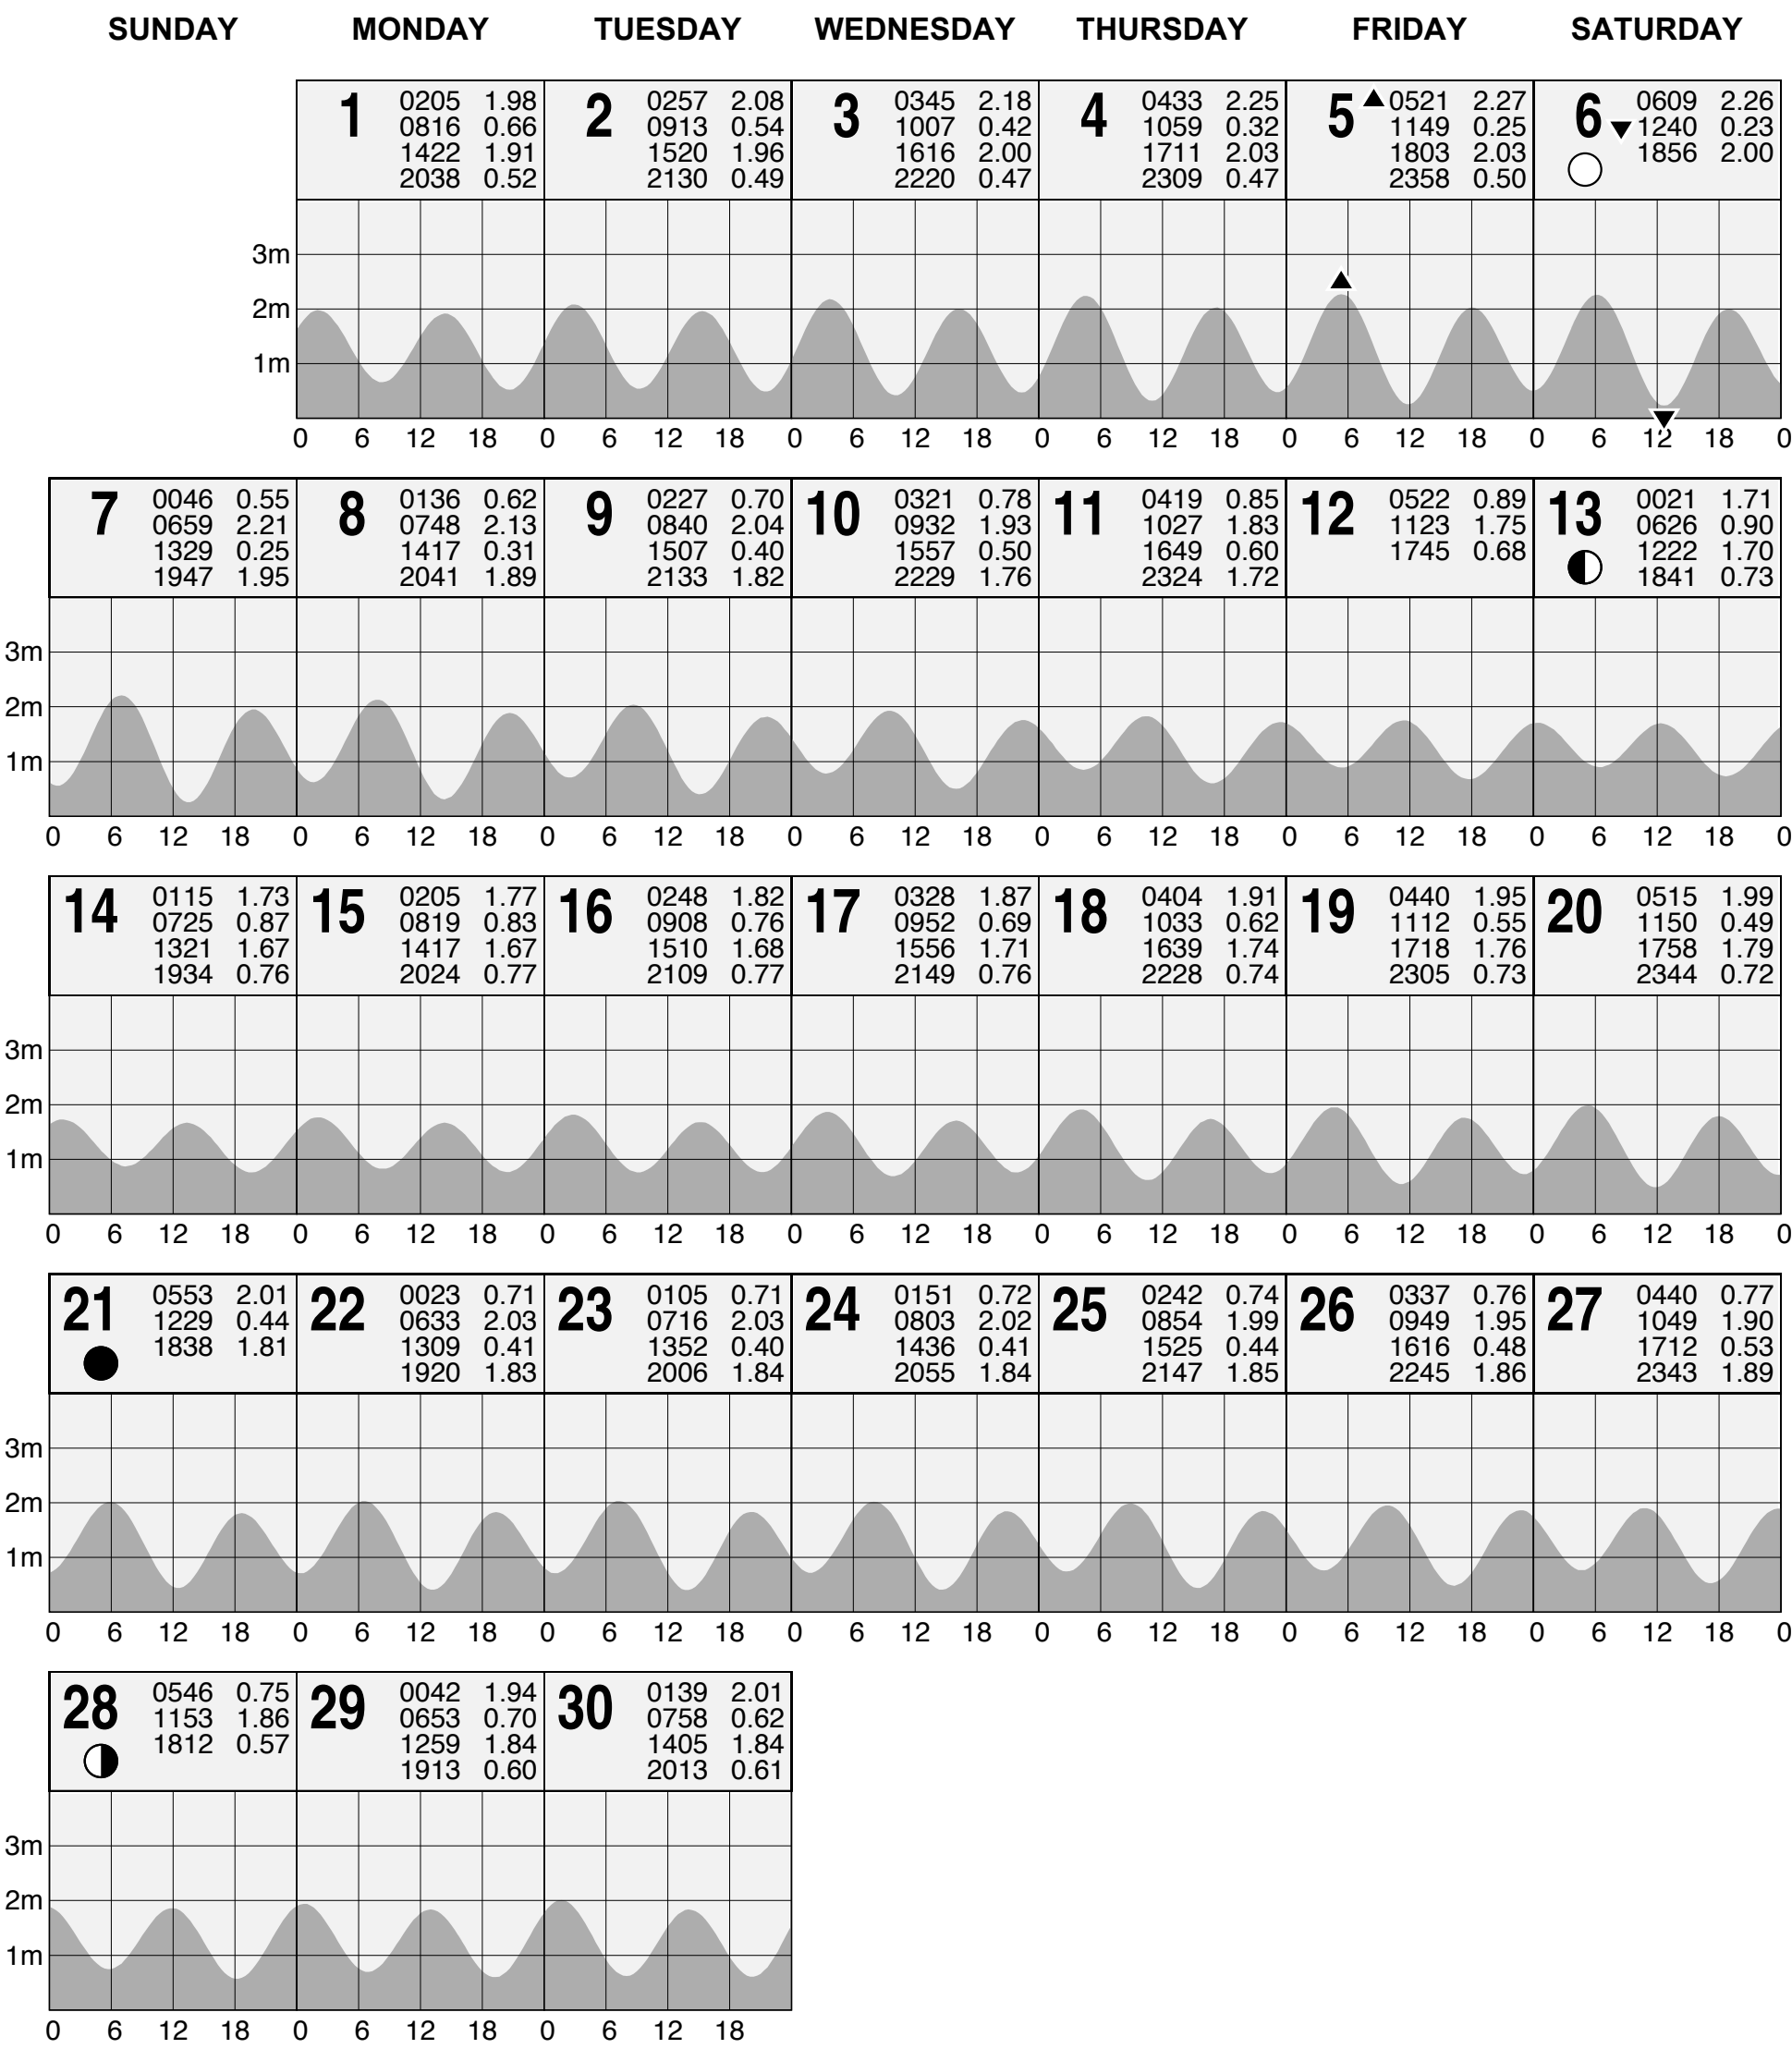 SUNDAY MONDAY TUESDAY WEDNESDAY THURSDAY FRIDAY SATURDAY
1 0205 1.98
0816 0.66
1422 1.91
2038 0.52
2 0257 2.08
0913 0.54
1520 1.96
2130 0.49
3 0345 2.18
1007 0.42
1616 2.00
2220 0.47
4 0433 2.25
1059 0.32
1711 2.03
2309 0.47
5 0521 2.27
1149 0.25
1803 2.03
2358 0.50
6 0609 2.26
1240 0.23
1856 2.00
3m
2m
1m
0 6 12 18 0 6 12 18 0 6 12 18 0 6 12 18 0 6 12 18 0 6 12 18 0
7 0046 0.55
0659 2.21
1329 0.25
1947 1.95
8 0136 0.62
0748 2.13
1417 0.31
2041 1.89
9 0227 0.70
0840 2.04
1507 0.40
2133 1.82
10 0321 0.78
0932 1.93
1557 0.50
2229 1.76
11 0419 0.85
1027 1.83
1649 0.60
2324 1.72
12 0522 0.89
1123 1.75
1745 0.68
13 0021 1.71
0626 0.90
1222 1.70
1841 0.73
3m
2m
1m
0 6 12 18 0 6 12 18 0 6 12 18 0 6 12 18 0 6 12 18 0 6 12 18 0 6 12 18 0
14 0115 1.73
0725 0.87
1321 1.67
1934 0.76
15 0205 1.77
0819 0.83
1417 1.67
2024 0.77
16 0248 1.82
0908 0.76
1510 1.68
2109 0.77
17 0328 1.87
0952 0.69
1556 1.71
2149 0.76
18 0404 1.91
1033 0.62
1639 1.74
2228 0.74
19 0440 1.95
1112 0.55
1718 1.76
2305 0.73
20 0515 1.99
1150 0.49
1758 1.79
2344 0.72
3m
2m
1m
0 6 12 18 0 6 12 18 0 6 12 18 0 6 12 18 0 6 12 18 0 6 12 18 0 6 12 18 0
21 0553 2.01
1229 0.44
1838 1.81
22 0023 0.71
0633 2.03
1309 0.41
1920 1.83
23 0105 0.71
0716 2.03
1352 0.40
2006 1.84
24 0151 0.72
0803 2.02
1436 0.41
2055 1.84
25 0242 0.74
0854 1.99
1525 0.44
2147 1.85
26 0337 0.76
0949 1.95
1616 0.48
2245 1.86
27 0440 0.77
1049 1.90
1712 0.53
2343 1.89
3m
2m
1m
0 6 12 18 0 6 12 18 0 6 12 18 0 6 12 18 0 6 12 18 0 6 12 18 0 6 12 18 0
28 0546 0.75
1153 1.86
1812 0.57
29 0042 1.94
0653 0.70
1259 1.84
1913 0.60
30 0139 2.01
0758 0.62
1405 1.84
2013 0.61
3m
2m
1m
0 6 12 18 0 6 12 18 0 6 12 18